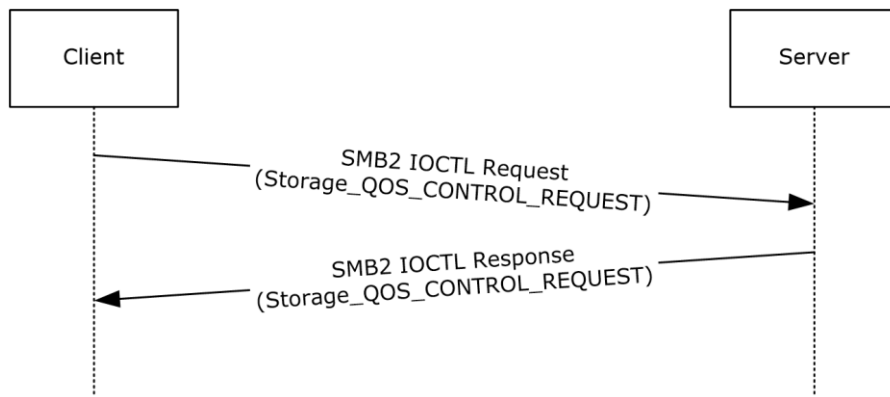 Client
Server
SMB2 IOCTL Request
(Storage_QOS_CONTROL_REQUEST)
SMB2 IOCTL Response
(Storage_QOS_CONTROL_REQUEST)